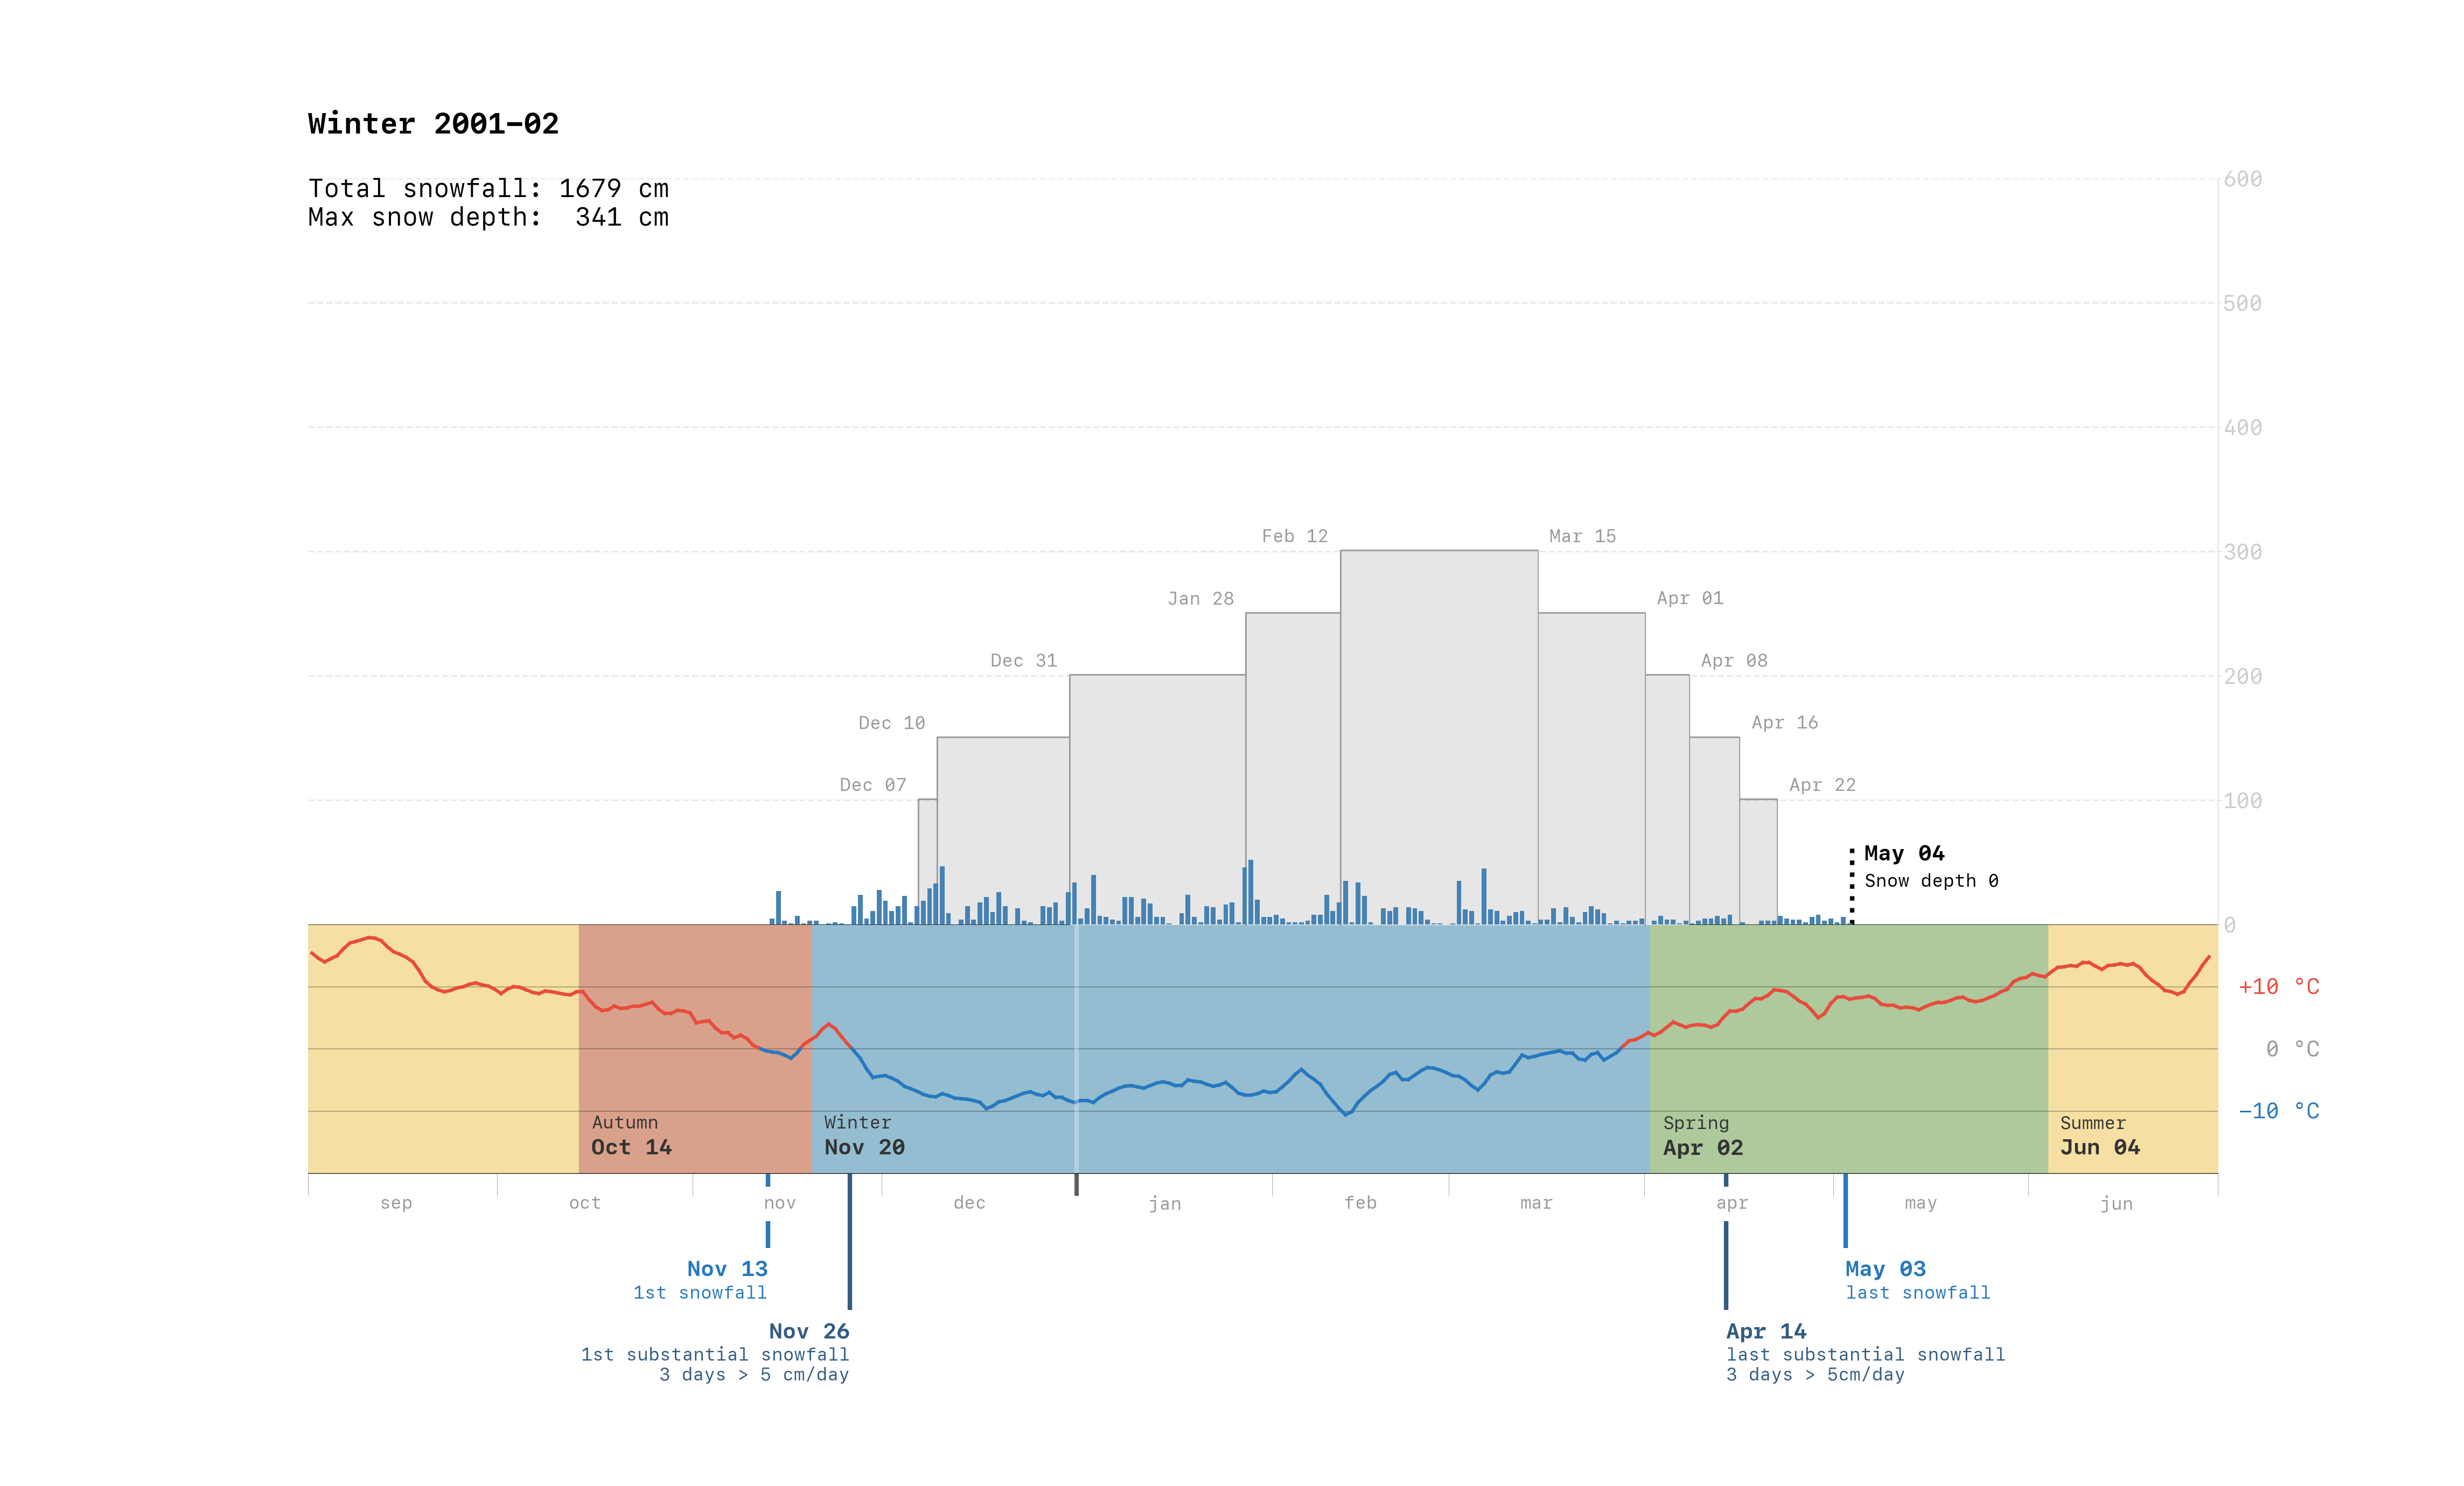 Winter 2001–02
Total snowfall: 1679 cm
Max snow depth: 341 cm
600
500
400
300
200
100
0
Feb 12
Mar 15
Jan 28
Apr 01
Dec 31
Apr 08
Dec 10
Apr 16
Dec 07
Apr 22
May 04
Snow depth 0
+10 °C
0 °C
−10 °C
Autumn
Oct 14
Winter
Nov 20
Spring
Apr 02
Summer
Jun 04
sep oct nov dec jan feb mar apr may jun
Nov 13
1st snowfall
Nov 26
1st substantial snowfall
3 days > 5 cm/day
May 03
last snowfall
Apr 14
last substantial snowfall
3 days > 5cm/day